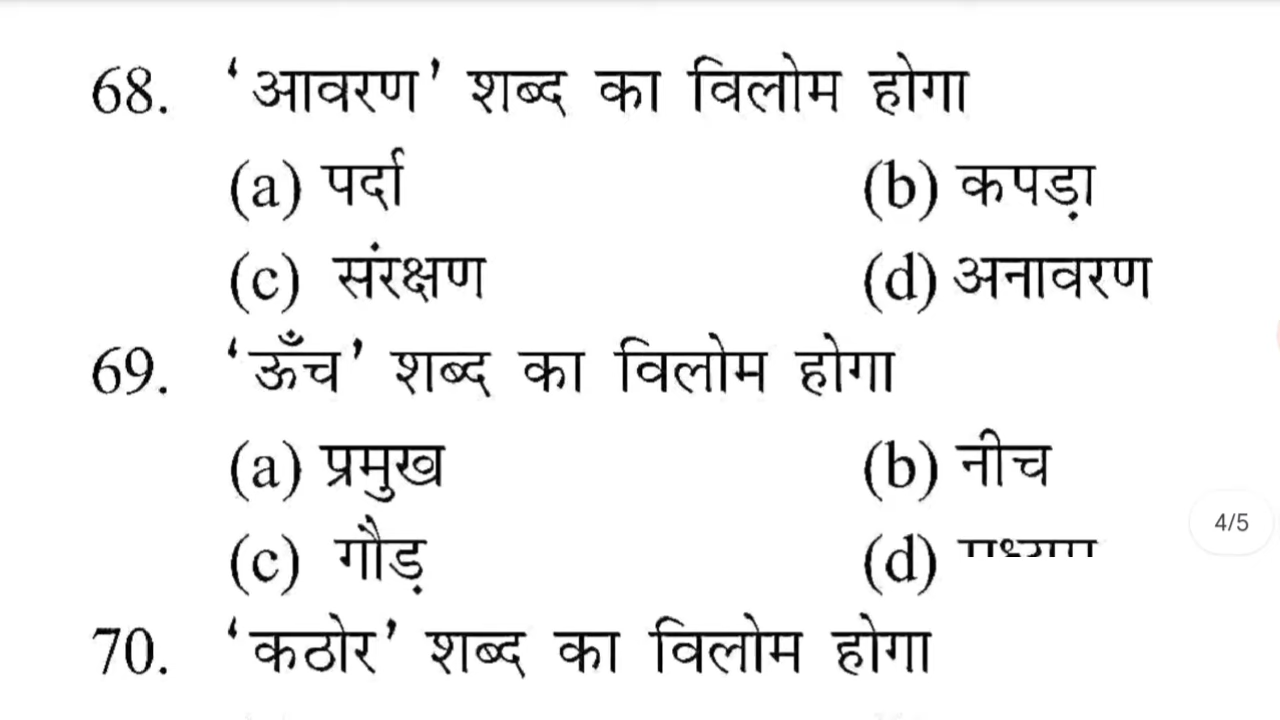 68. ‘आवरण’ शब्द का विलोम होगा
(a) पर्दा (b) कपड़ा
(c) संरक्षण (d) अनावरण
69. ‘ऊँच’ शब्द का विलोम होगा
(a) प्रमुख (b) नीच
(c) गौड़ (d)
4/5
70. ‘कठोर’ शब्द का विलोम होगा